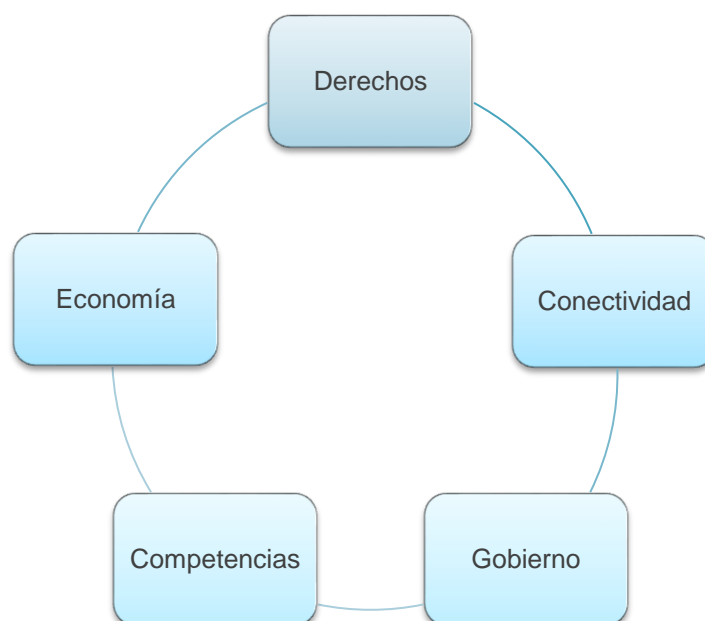 Derechos
Economía
Conectividad
Competencias
Gobierno